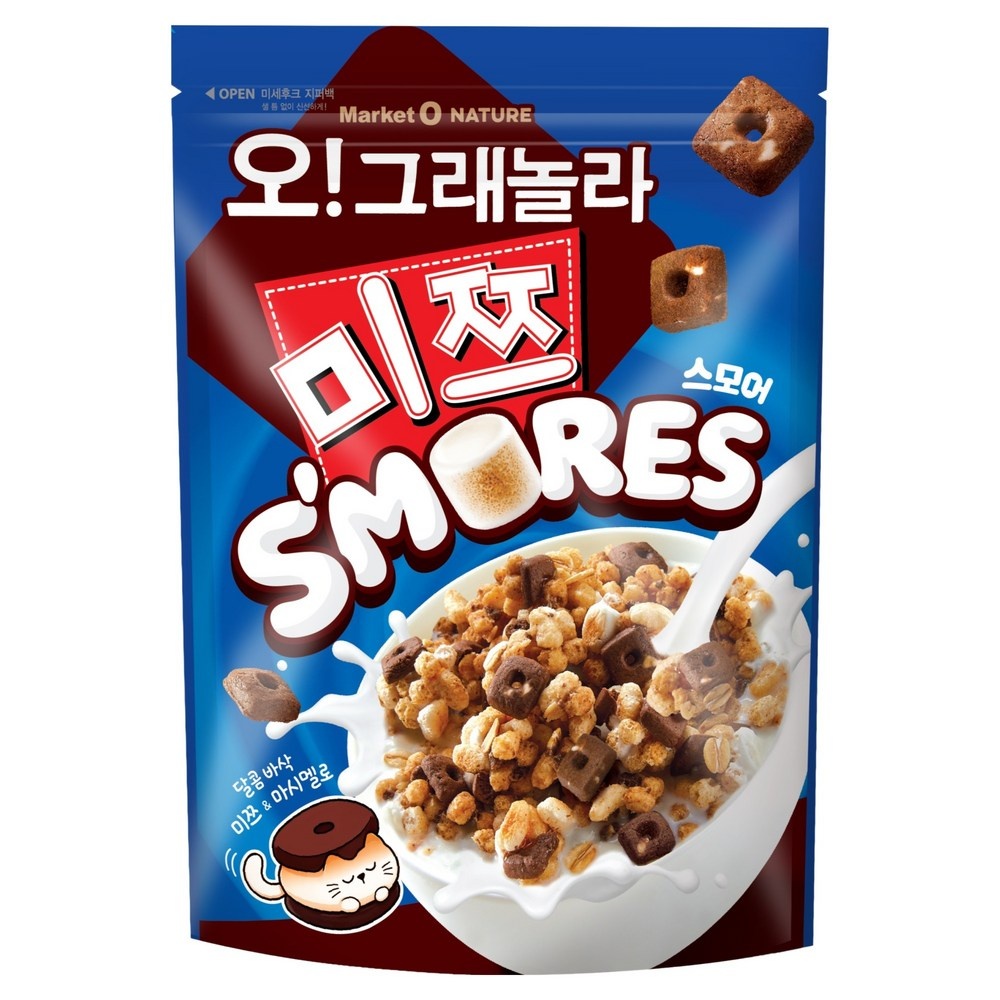 ◀ OPEN 미세후크 지퍼백
샐 틈 없이 신선하게!
Market O NATURE
오!그래놀라
미쯔
스모어
S'MORES
달콤 바삭
미쯔 & 마시멜로